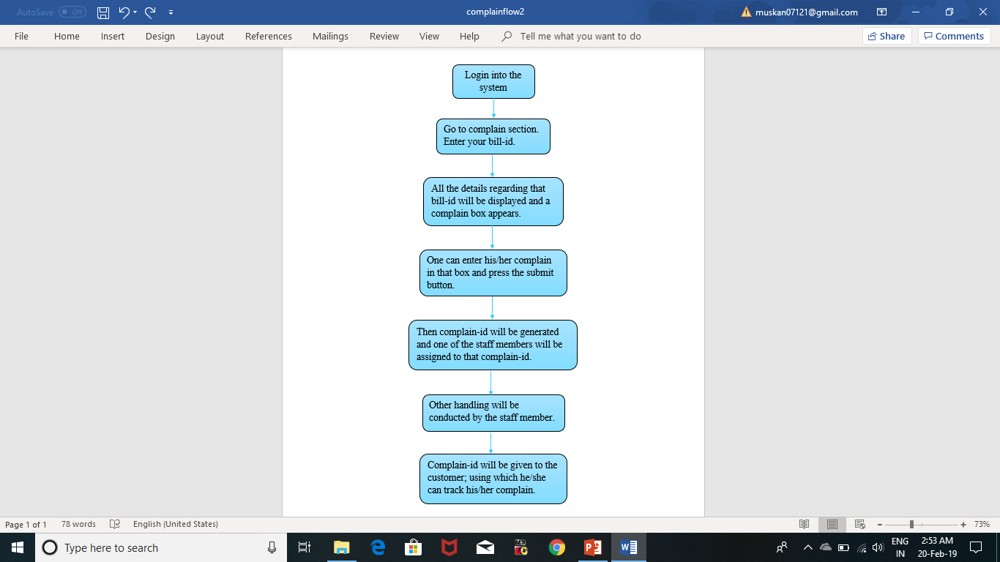 AutoSave Off
complainflow2
muskan07121@gmail.com
File Home Insert Design Layout References Mailings Review View Help Tell me what you want to do
Share Comments
Login into the
system
Go to complain section.
Enter your bill-id.
All the details regarding that
bill-id will be displayed and a
complain box appears.
One can enter his/her complain
in that box and press the submit
button.
Then complain-id will be generated
and one of the staff members will be
assigned to that complain-id.
Other handling will be
conducted by the staff member.
Complain-id will be given to the
customer; using which he/she
can track his/her complain.
Page 1 of 1 78 words English (United States) 73%
Type here to search
ENG
IN
2:53 AM
20-Feb-19